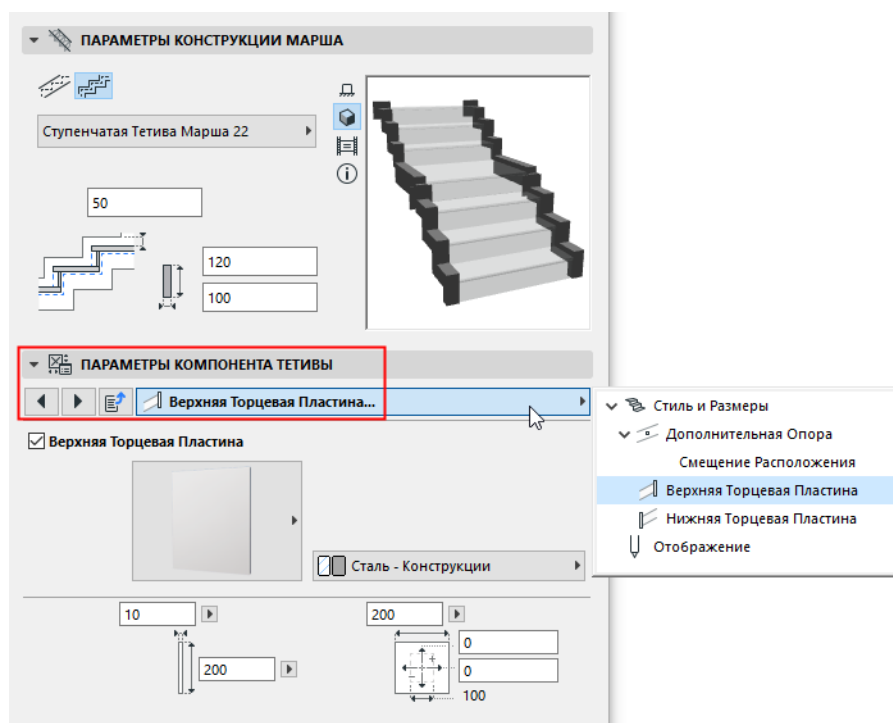 ПАРАМЕТРЫ КОНСТРУКЦИИ МАРША
Ступенчатая Тетива Марша 22
50
120
100
ПАРАМЕТРЫ КОМПОНЕНТА ТЕТИВЫ
Верхняя Торцевая Пластина...
Верхняя Торцевая Пластина
Сталь - Конструкции
10
200
200
0
0
100
Стиль и Размеры
Дополнительная Опора
Смещение Расположения
Верхняя Торцевая Пластина
Нижняя Торцевая Пластина
Отображение